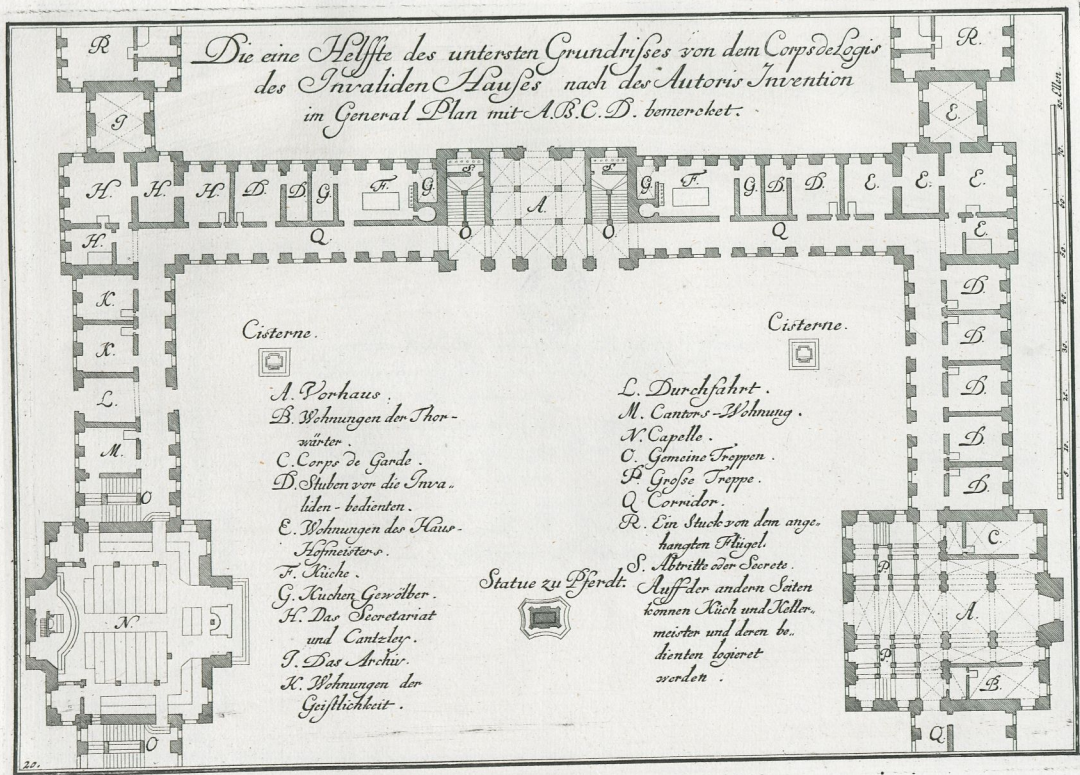 Die eine Helffte des untersten Grundrisses von dem Corps de Logis
des Invaliden Hauses nach des Autoris Invention
im General Plan mit A.B.C.D. bemercket.
R
R.
I
E.
50 Ellen.
H. H. H. D. D. G. F. G. S. A. S. G. F. G. D. D. E. E. E.
H. Q O O Q E.
K.
K.
L.
M.
O
D.
D.
D.
D.
D.
Cisterne.
Cisterne.
A. Vorhaus.
B. Wohnungen der Thor-
wärter.
C. Corps de Garde.
D. Stuben vor die Inva-
liden-bedienten.
E. Wohnungen des Haus-
Hofmeisters.
F. Küche.
G. Kuchen Gewölber.
H. Das Secretariat
und Cantzley.
I. Das Archiv.
K. Wohnungen der
Geistlichkeit.
L. Durchfahrt.
M. Cantors-Wohnung.
N. Capelle.
O. Gemeine Treppen.
P Grosse Treppe.
Q Corridor.
R. Ein Stuck von dem ange-
hangten Flügel.
S. Abtritte oder Secrete.
Auff der andern Seiten
können Küch und Keller-
meister und deren be-
dienten logieret
werden.
Statue zu Pferdt.
N.
O
C.
P.
A.
P.
B.
Q.
20.